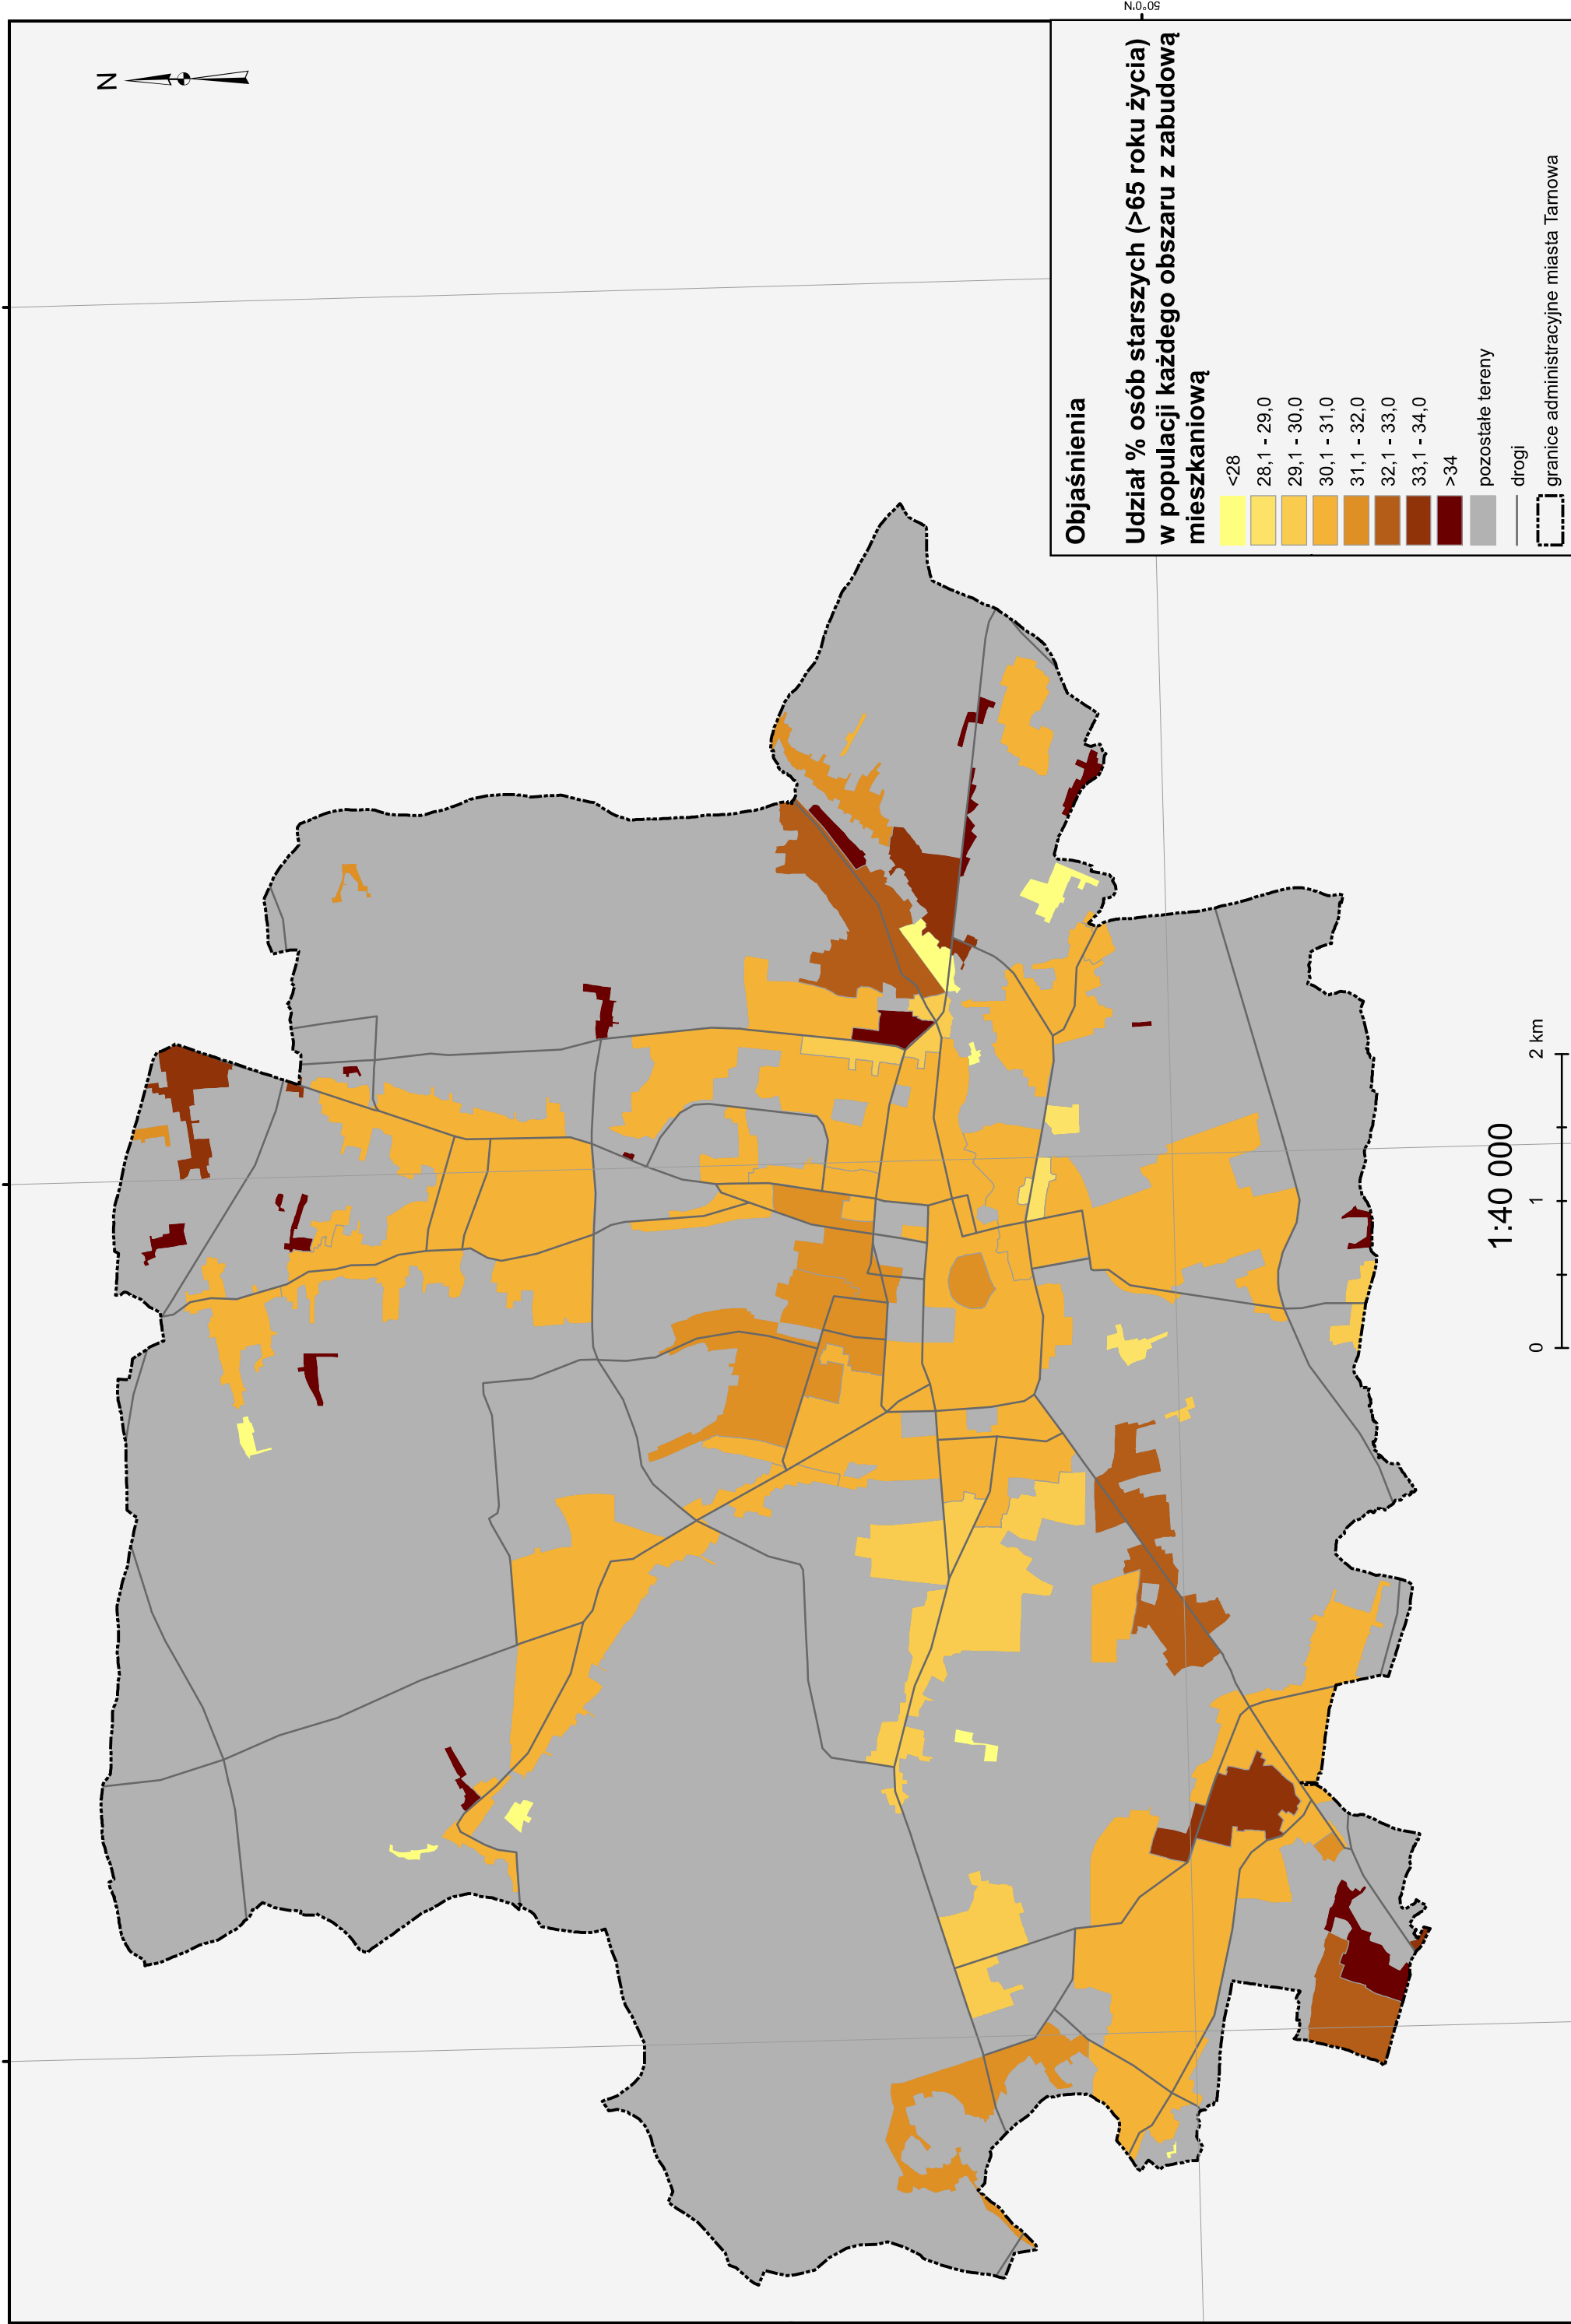 50°0'N
N
Objaśnienia
Udział % osób starszych (>65 roku życia)
w populacji każdego obszaru z zabudową
mieszkaniową
<28
28,1 - 29,0
29,1 - 30,0
30,1 - 31,0
31,1 - 32,0
32,1 - 33,0
33,1 - 34,0
>34
pozostałe tereny
drogi
granice administracyjne miasta Tarnowa
1:40 000
0 1 2 km